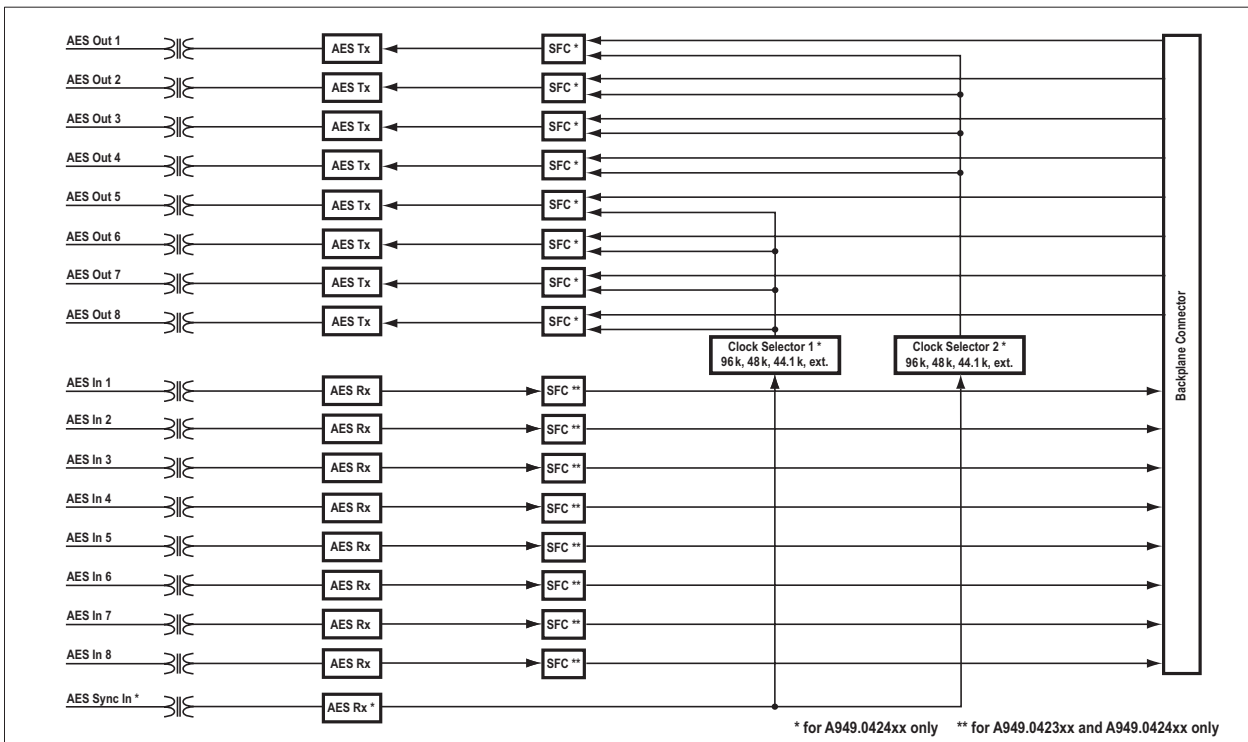 AES Out 1 AES Tx SFC *
AES Out 2 AES Tx SFC *
AES Out 3 AES Tx SFC *
AES Out 4 AES Tx SFC *
AES Out 5 AES Tx SFC *
AES Out 6 AES Tx SFC *
AES Out 7 AES Tx SFC *
AES Out 8 AES Tx SFC *
Clock Selector 1 *
96 k, 48 k, 44.1 k, ext.
Clock Selector 2 *
96 k, 48 k, 44.1 k, ext.
Backplane Connector
AES In 1 AES Rx SFC **
AES In 2 AES Rx SFC **
AES In 3 AES Rx SFC **
AES In 4 AES Rx SFC **
AES In 5 AES Rx SFC **
AES In 6 AES Rx SFC **
AES In 7 AES Rx SFC **
AES In 8 AES Rx SFC **
AES Sync In * AES Rx *
* for A949.0424xx only ** for A949.0423xx and A949.0424xx only